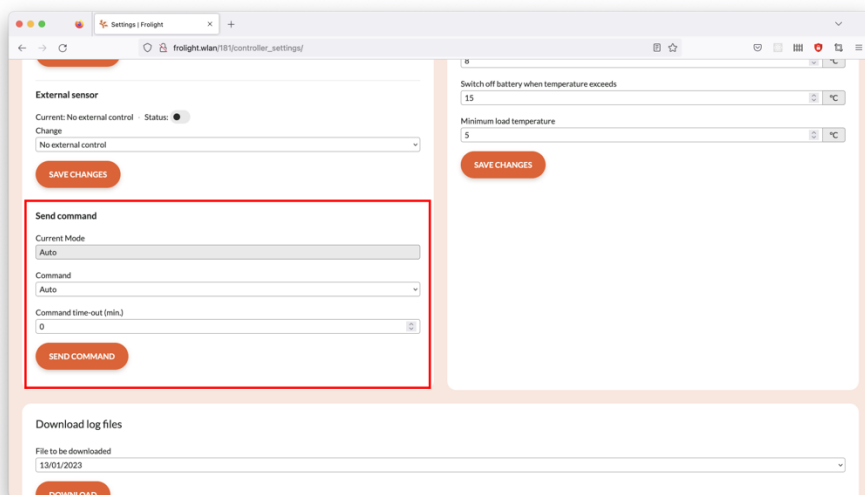 Settings | Frolight
frolight.wlan/181/controller_settings/
External sensor
Current: No external control - Status:
Change
No external control
SAVE CHANGES
Send command
Current Mode
Auto
Command
Auto
Command time-out (min.)
0
SEND COMMAND
8 °C
Switch off battery when temperature exceeds
15 °C
Minimum load temperature
5 °C
SAVE CHANGES
Download log files
File to be downloaded
13/01/2023
DOWNLOAD